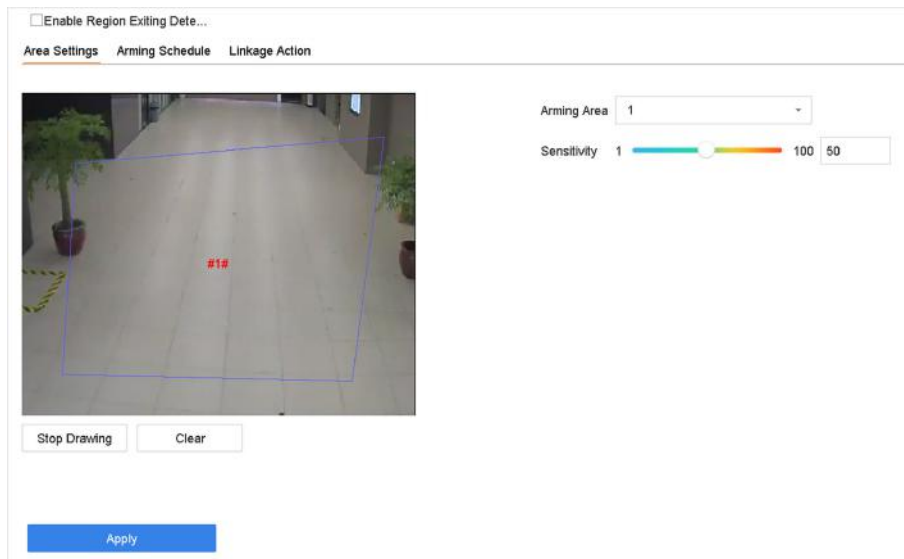 Enable Region Exiting Dete...
Area Settings Arming Schedule Linkage Action
Arming Area 1
Sensitivity 1 100 50
#1#
Stop Drawing Clear
Apply